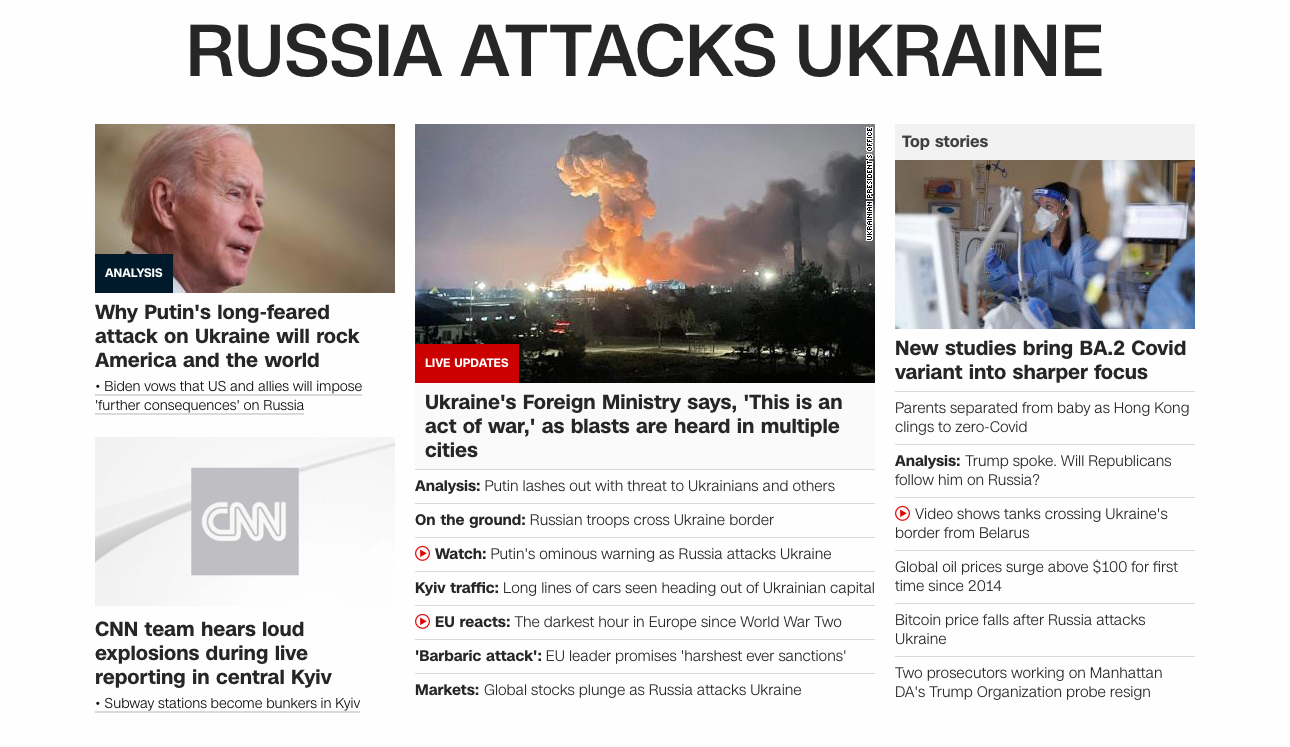 RUSSIA ATTACKS UKRAINE
ANALYSIS
Why Putin's long-feared
attack on Ukraine will rock
America and the world
• Biden vows that US and allies will impose
'further consequences' on Russia
CNN
CNN team hears loud
explosions during live
reporting in central Kyiv
• Subway stations become bunkers in Kyiv
UKRAINIAN PRESIDENT'S OFFICE
LIVE UPDATES
Ukraine's Foreign Ministry says, 'This is an
act of war,' as blasts are heard in multiple
cities
Analysis: Putin lashes out with threat to Ukrainians and others
On the ground: Russian troops cross Ukraine border
Watch: Putin's ominous warning as Russia attacks Ukraine
Kyiv traffic: Long lines of cars seen heading out of Ukrainian capital
EU reacts: The darkest hour in Europe since World War Two
'Barbaric attack': EU leader promises 'harshest ever sanctions'
Markets: Global stocks plunge as Russia attacks Ukraine
Top stories
New studies bring BA.2 Covid
variant into sharper focus
Parents separated from baby as Hong Kong
clings to zero-Covid
Analysis: Trump spoke. Will Republicans
follow him on Russia?
Video shows tanks crossing Ukraine's
border from Belarus
Global oil prices surge above $100 for first
time since 2014
Bitcoin price falls after Russia attacks
Ukraine
Two prosecutors working on Manhattan
DA's Trump Organization probe resign